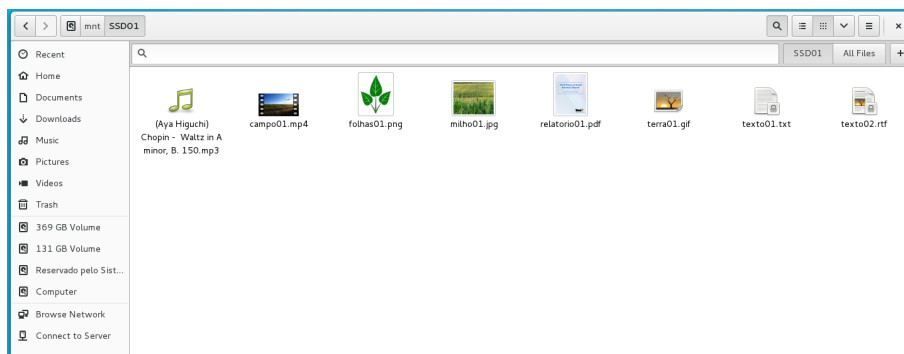 mnt SSD01
Recent
Home
Documents
Downloads
Music
Pictures
Videos
Trash
369 GB Volume
131 GB Volume
Reservado pelo Sist...
Computer
Browse Network
Connect to Server
SSD01 All Files
(Aya Higuchi)
Chopin - Waltz in A
minor, B. 150.mp3
campo01.mp4
folhas01.png
milho01.jpg
relatorio01.pdf
terra01.gif
texto01.txt
texto02.rtf